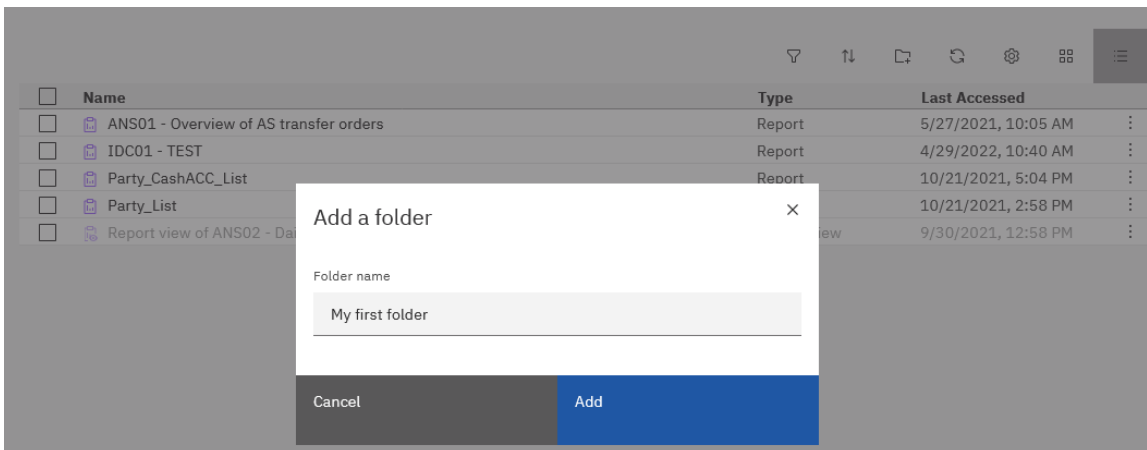 Name Type Last Accessed
ANS01 - Overview of AS transfer orders Report 5/27/2021, 10:05 AM
IDC01 - TEST Report 4/29/2022, 10:40 AM
Party_CashACC_List Report 10/21/2021, 5:04 PM
Party_List 10/21/2021, 2:58 PM
Report view of ANS02 - 9/30/2021, 12:58 PM
Add a folder
Folder name
My first folder
Cancel Add